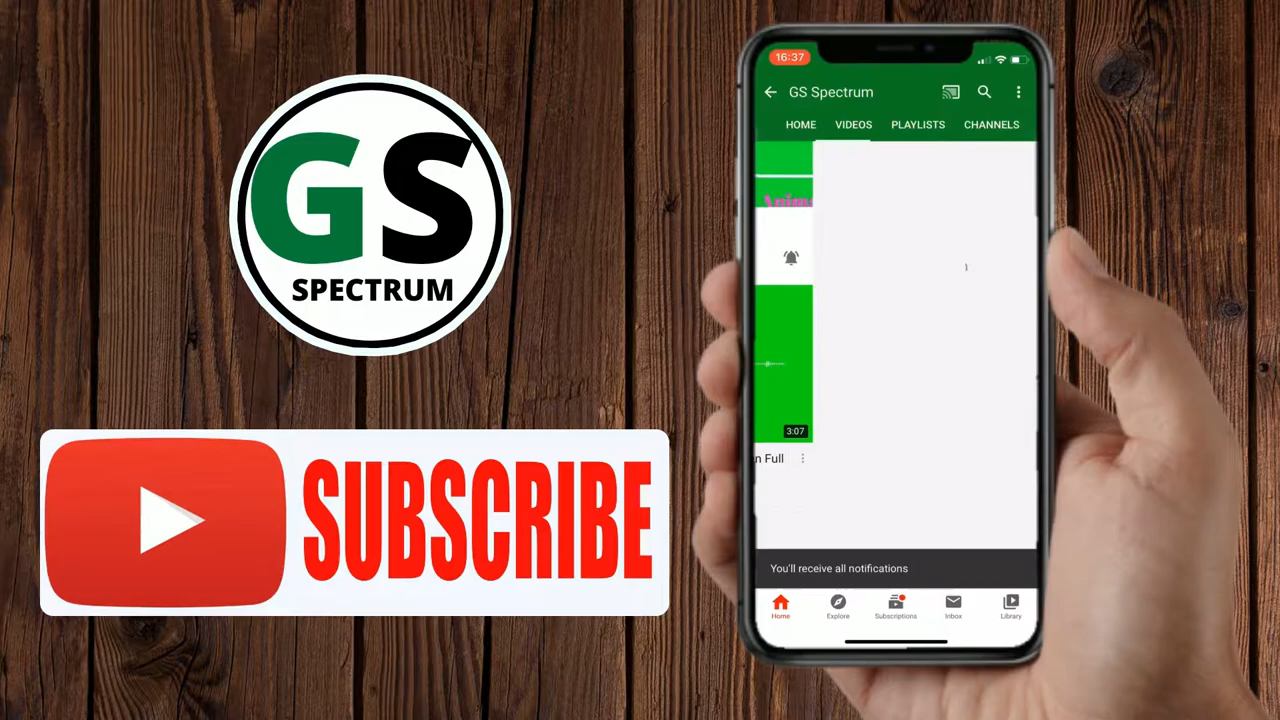 GS
SPECTRUM
SUBSCRIBE
16:37
GS Spectrum
HOME VIDEOS PLAYLISTS CHANNELS
3:07
n Full
You'll receive all notifications
Home Explore Subscriptions Inbox Library